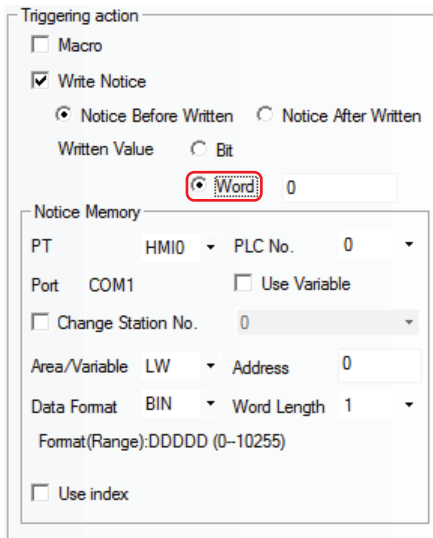 Triggering action
Macro
Write Notice
Notice Before Written Notice After Written
Written Value Bit
Word 0
Notice Memory
PT HMI0 PLC No. 0
Port COM1 Use Variable
Change Station No. 0
Area/Variable LW Address 0
Data Format BIN Word Length 1
Format(Range):DDDDD (0--10255)
Use index